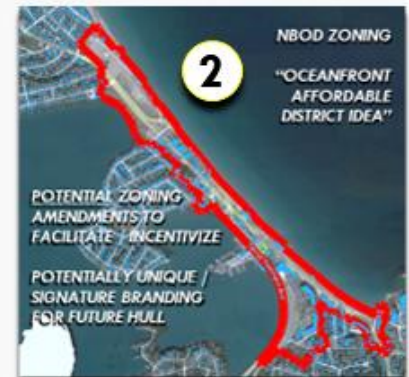 2
NBOD ZONING
"OCEANFRONT
AFFORDABLE
DISTRICT IDEA"
POTENTIAL ZONING
AMENDMENTS TO
FACILITATE INCENTIVIZE
POTENTIALLY UNIQUE /
SIGNATURE BRANDING
FOR FUTURE HULL